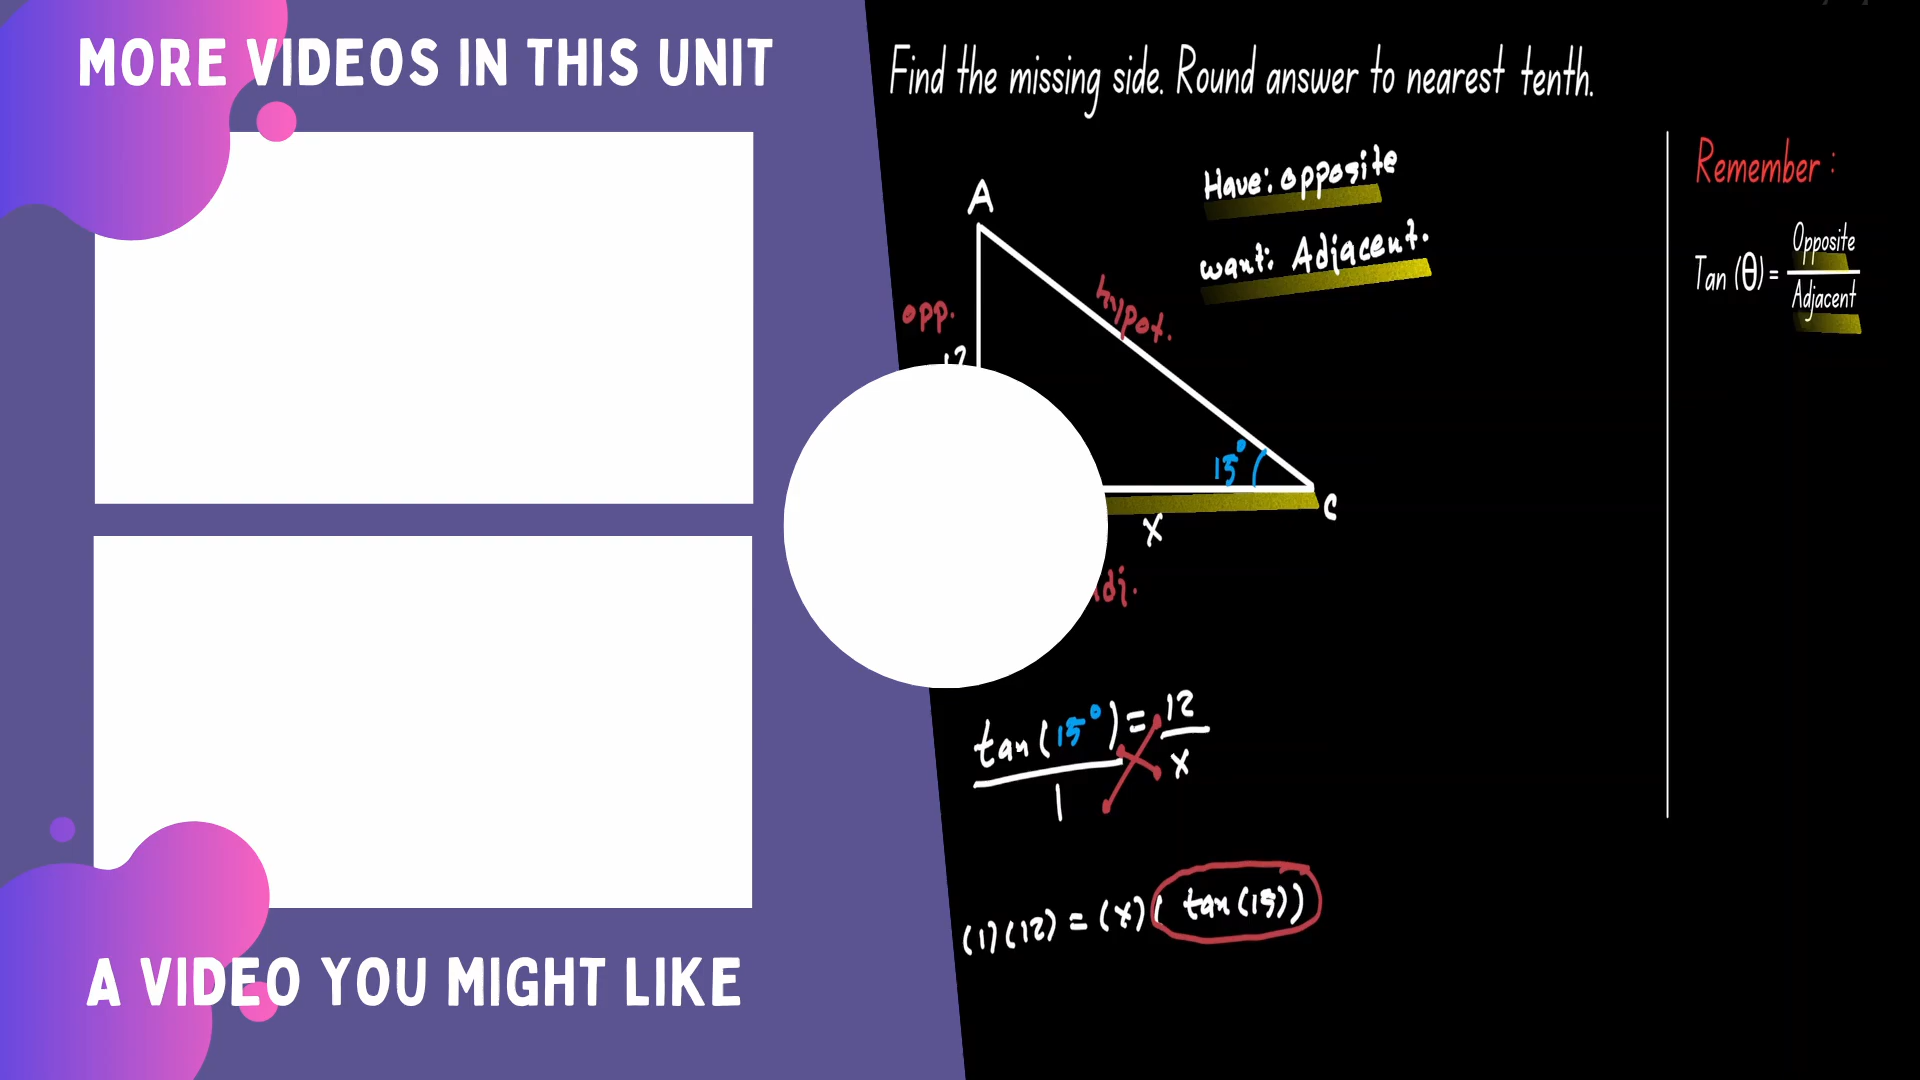 MORE VIDEOS IN THIS UNIT
A VIDEO YOU MIGHT LIKE
Find the missing side. Round answer to nearest tenth.
Have: opposite
want: Adjacent.
A
opp.
hypot.
15°
C
x
tan(15°) = 12
1
x
(1)(12) = (x)(tan(15))
Remember:
Opposite
Tan (θ) =
Adjacent